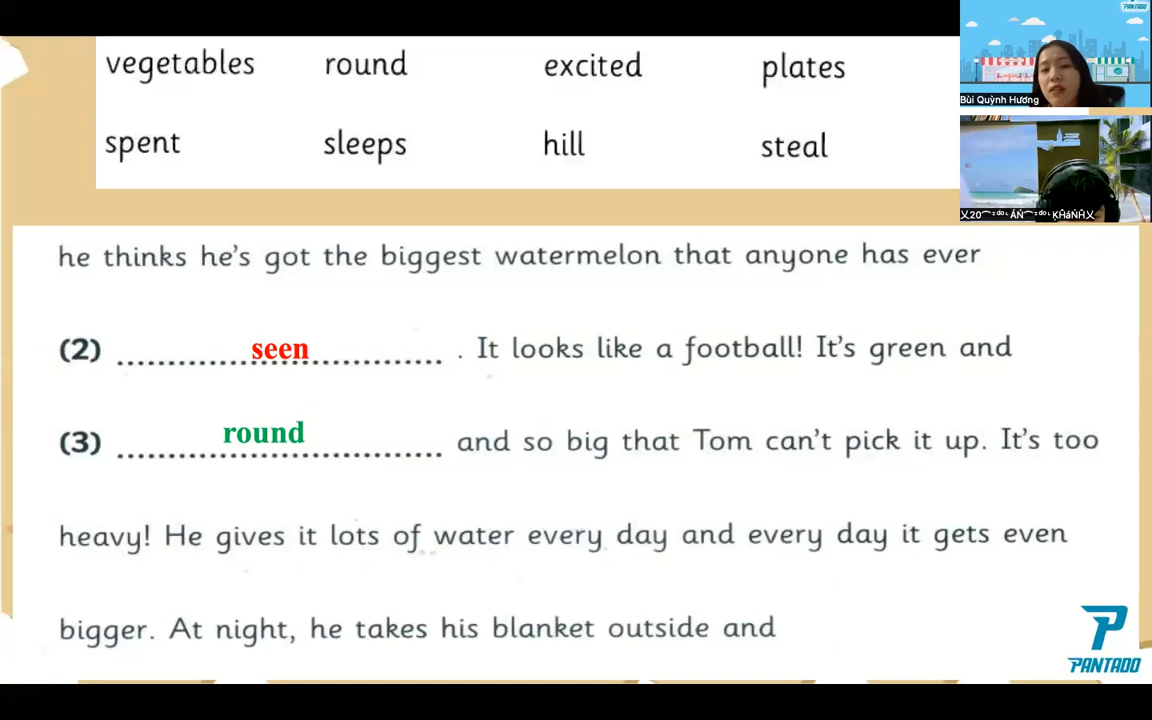 vegetables round excited plates
spent sleeps hill steal
he thinks he's got the biggest watermelon that anyone has ever
(2) seen . It looks like a football! It's green and
(3) round and so big that Tom can't pick it up. It's too
heavy! He gives it lots of water every day and every day it gets even
bigger. At night, he takes his blanket outside and
PANTADO
Bùi Quỳnh Hương
PANTADO